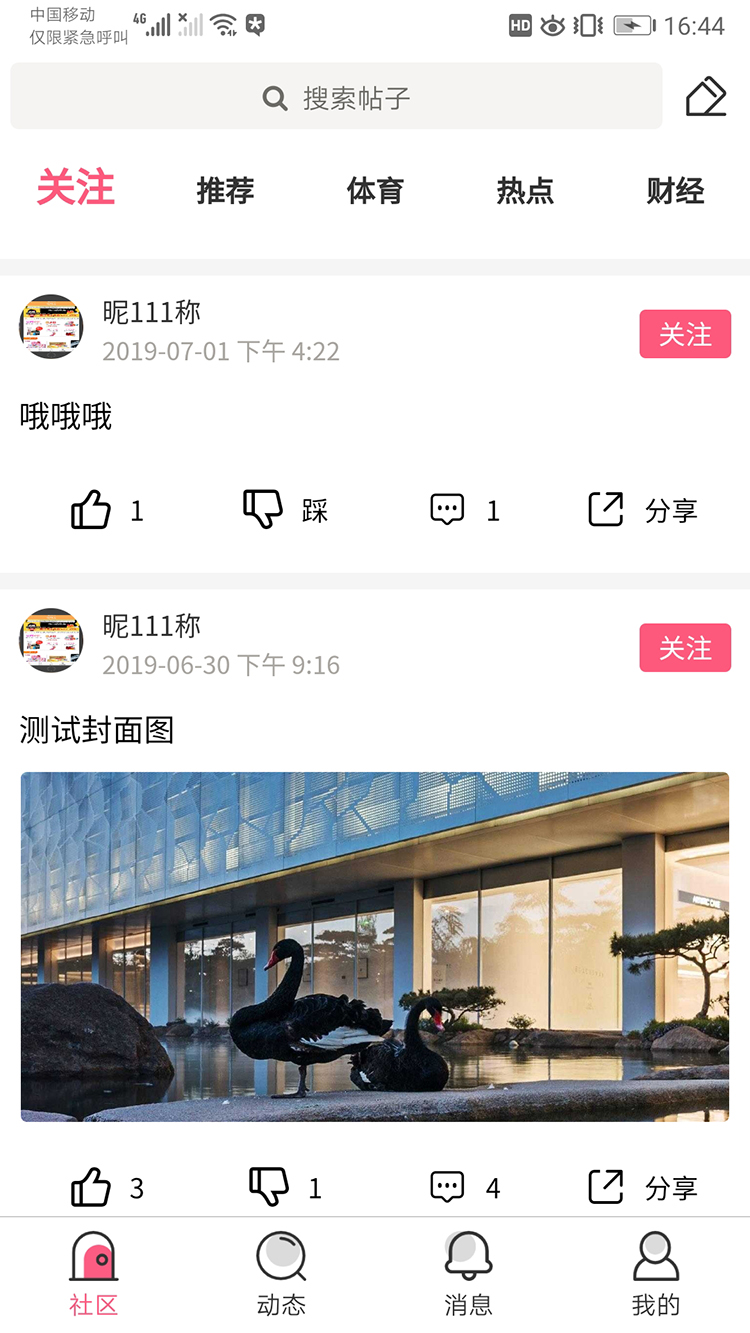 中国移动
仅限紧急呼叫
4G
HD
16:44
搜索帖子
关注
推荐
体育
热点
财经
昵111称
2019-07-01 下午 4:22
关注
哦哦哦
1
踩
1
分享
昵111称
2019-06-30 下午 9:16
关注
测试封面图
3
1
4
分享
社区
动态
消息
我的